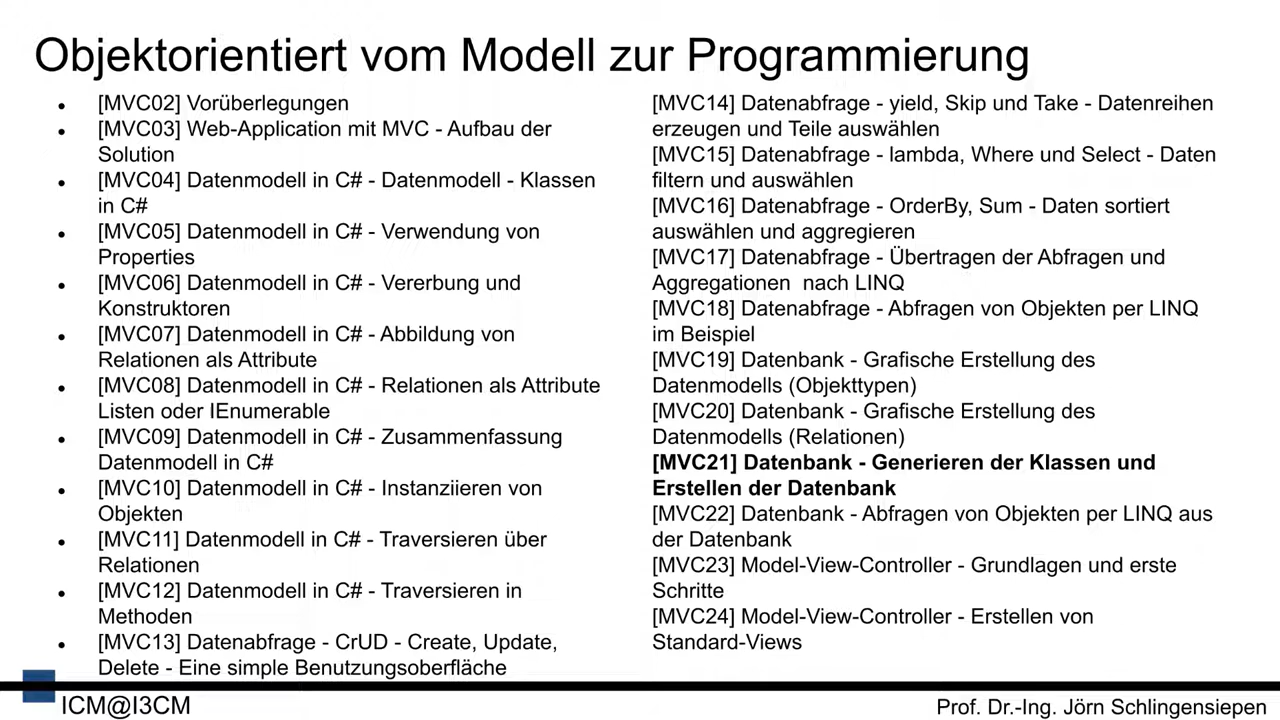 Objektorientiert vom Modell zur Programmierung
[MVC02] Vorüberlegungen
[MVC03] Web-Application mit MVC - Aufbau der
Solution
[MVC04] Datenmodell in C# - Datenmodell - Klassen
in C#
[MVC05] Datenmodell in C# - Verwendung von
Properties
[MVC06] Datenmodell in C# - Vererbung und
Konstruktoren
[MVC07] Datenmodell in C# - Abbildung von
Relationen als Attribute
[MVC08] Datenmodell in C# - Relationen als Attribute
Listen oder IEnumerable
[MVC09] Datenmodell in C# - Zusammenfassung
Datenmodell in C#
[MVC10] Datenmodell in C# - Instanziieren von
Objekten
[MVC11] Datenmodell in C# - Traversieren über
Relationen
[MVC12] Datenmodell in C# - Traversieren in
Methoden
[MVC13] Datenabfrage - CrUD - Create, Update,
Delete - Eine simple Benutzungsoberfläche
[MVC14] Datenabfrage - yield, Skip und Take - Datenreihen
erzeugen und Teile auswählen
[MVC15] Datenabfrage - lambda, Where und Select - Daten
filtern und auswählen
[MVC16] Datenabfrage - OrderBy, Sum - Daten sortiert
auswählen und aggregieren
[MVC17] Datenabfrage - Übertragen der Abfragen und
Aggregationen  nach LINQ
[MVC18] Datenabfrage - Abfragen von Objekten per LINQ
im Beispiel
[MVC19] Datenbank - Grafische Erstellung des
Datenmodells (Objekttypen)
[MVC20] Datenbank - Grafische Erstellung des
Datenmodells (Relationen)
[MVC21] Datenbank - Generieren der Klassen und
Erstellen der Datenbank
[MVC22] Datenbank - Abfragen von Objekten per LINQ aus
der Datenbank
[MVC23] Model-View-Controller - Grundlagen und erste
Schritte
[MVC24] Model-View-Controller - Erstellen von
Standard-Views
ICM@I3CM
Prof. Dr.-Ing. Jörn Schlingensiepen